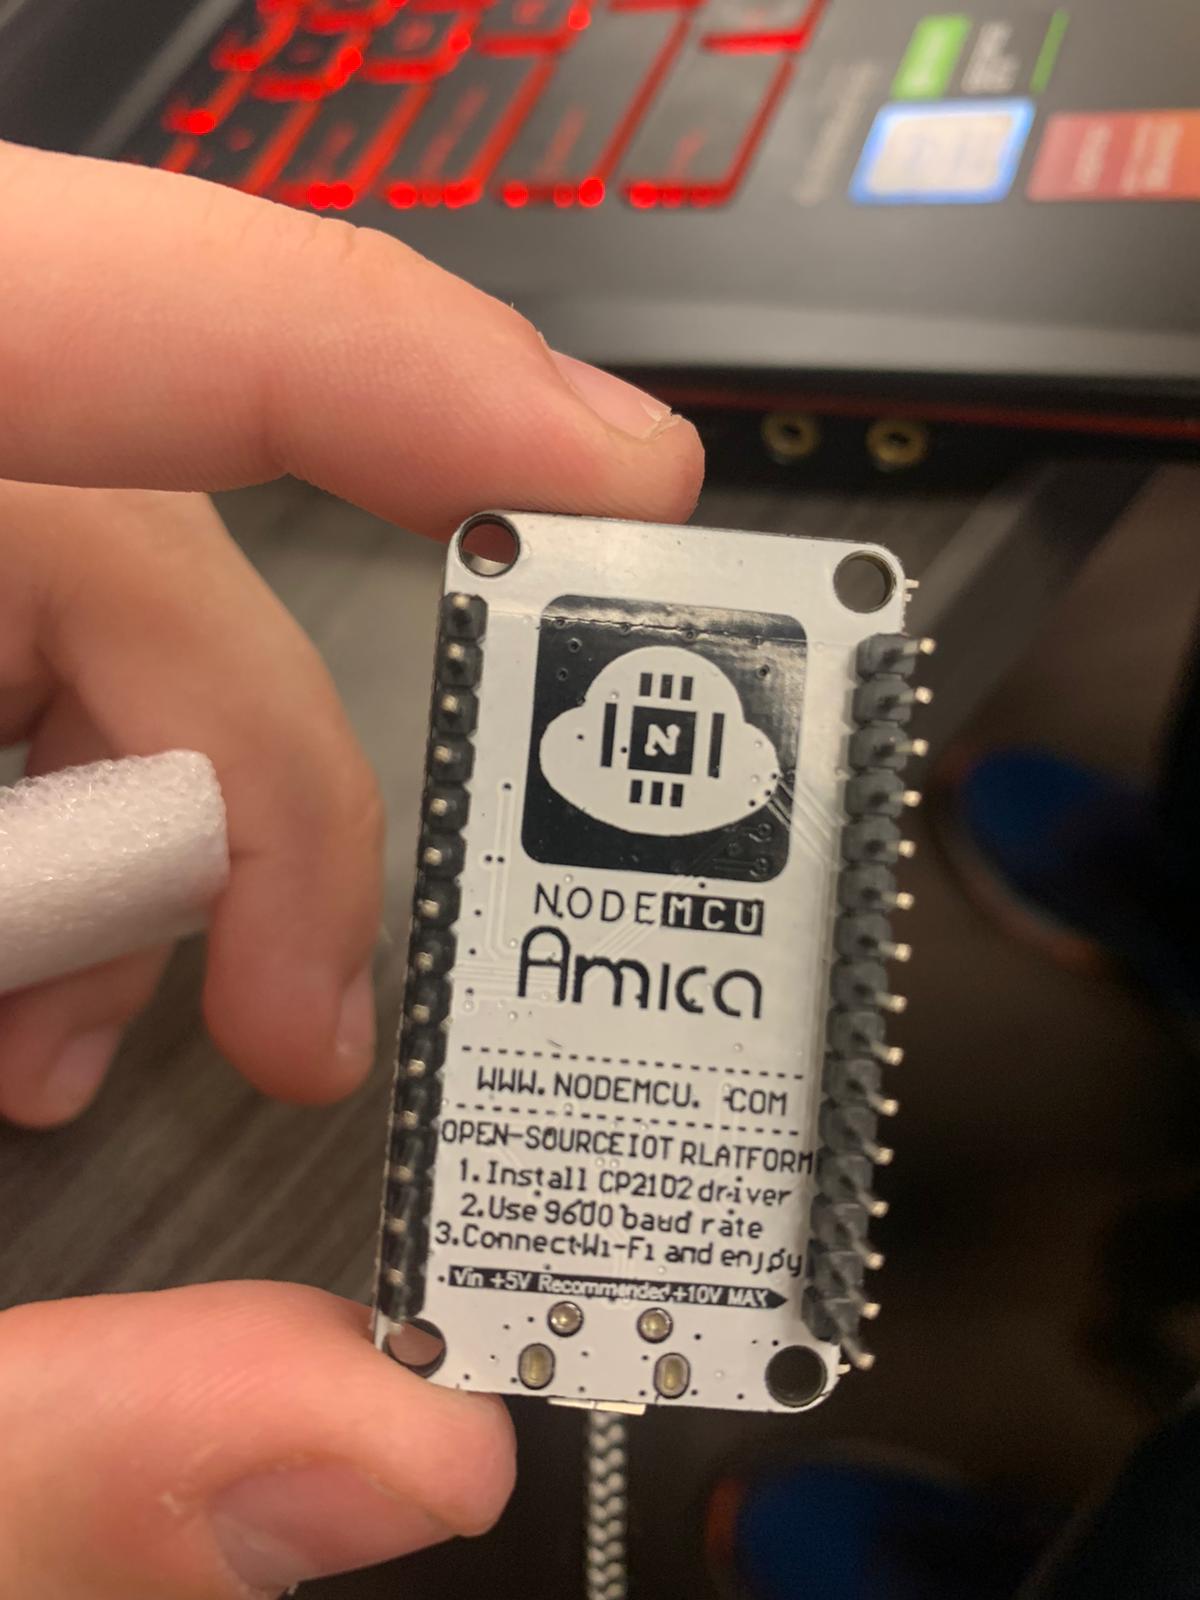 N
NODEMCU
Amica
WWW.NODEMCU. COM
OPEN-SOURCEIOT RLATFORM
1.Install CP2102 driver
2.Use 9600 baud rate
3.Connect Wi-Fi and enjoy
Vin +5V Recommended +10V MAX